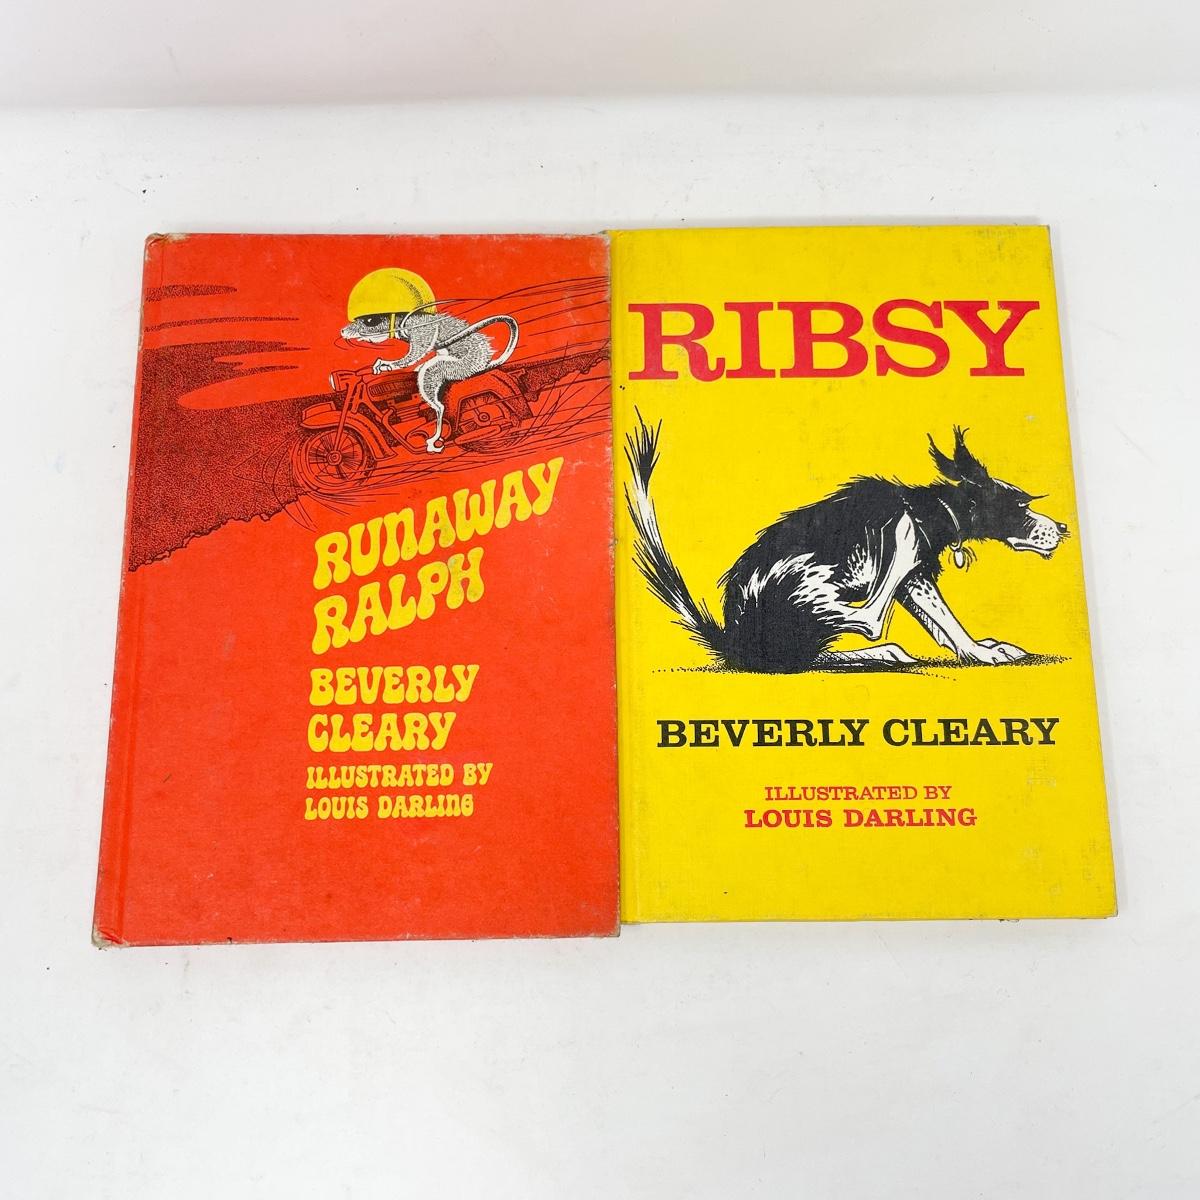 RUNAWAY
RALPH
BEVERLY
CLEARY
ILLUSTRATED BY
LOUIS DARLING
RIBSY
BEVERLY CLEARY
ILLUSTRATED BY
LOUIS DARLING